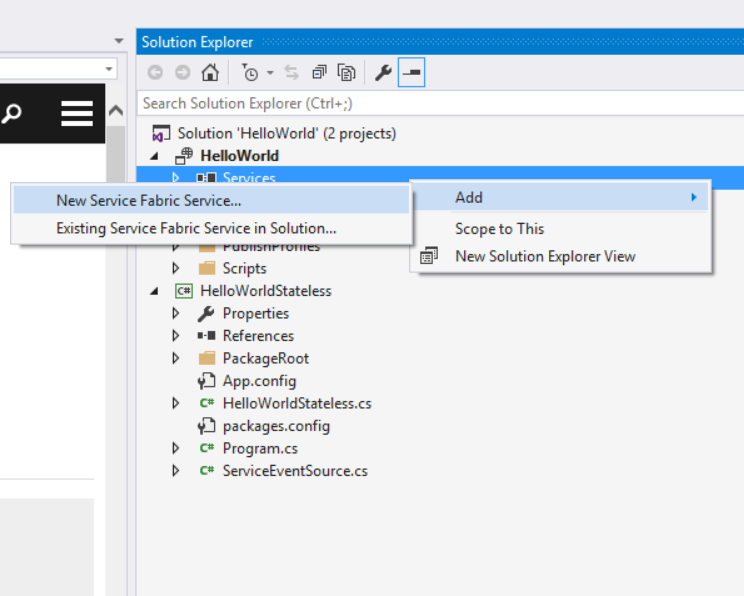 Solution Explorer
Search Solution Explorer (Ctrl+;)
Solution 'HelloWorld' (2 projects)
HelloWorld
Services
New Service Fabric Service...
Existing Service Fabric Service in Solution...
Add
Scope to This
New Solution Explorer View
PublishProfiles
Scripts
C# HelloWorldStateless
Properties
References
PackageRoot
App.config
C# HelloWorldStateless.cs
packages.config
C# Program.cs
C# ServiceEventSource.cs